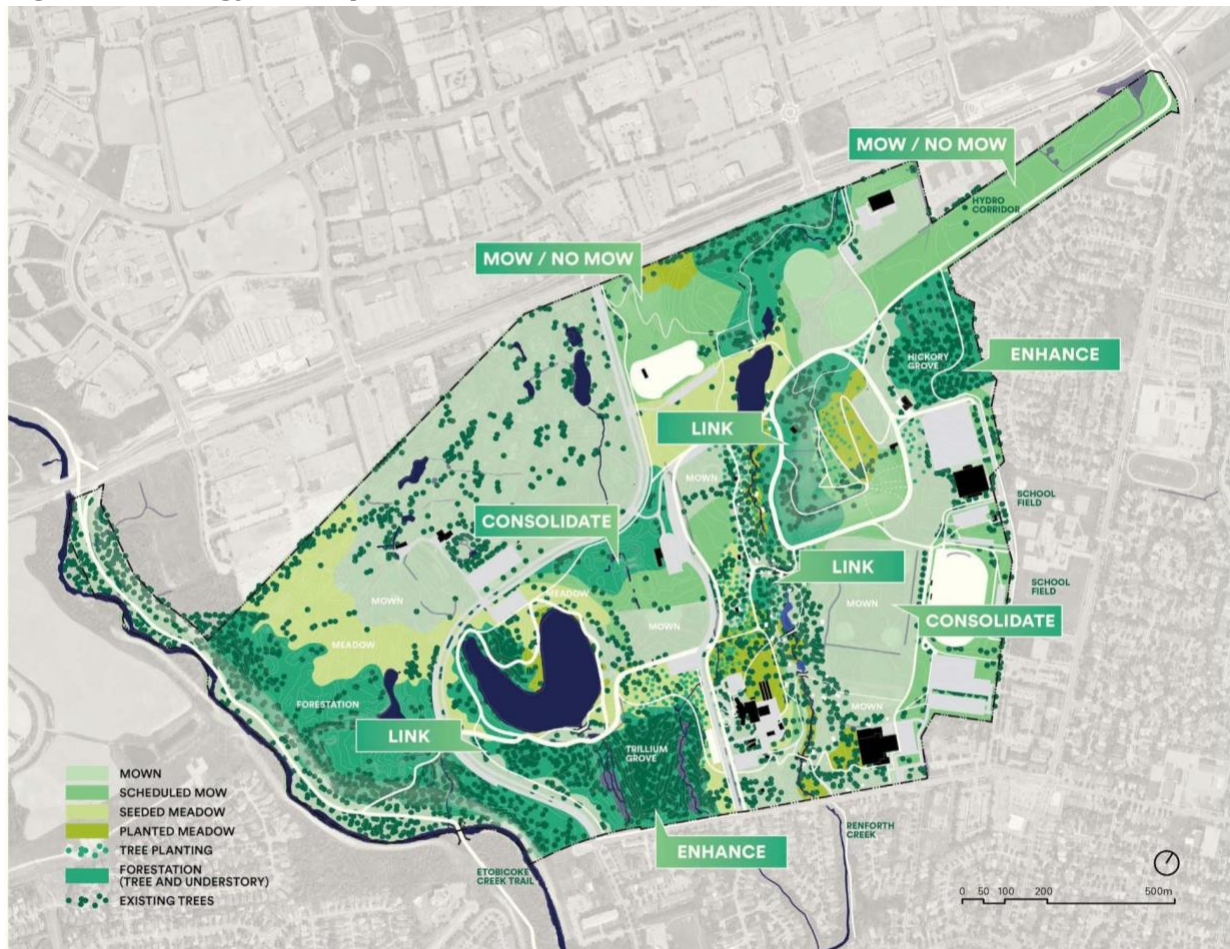 MOW / NO MOW
HYDRO
CORRIDOR
MOW / NO MOW
HICKORY
GROVE
ENHANCE
LINK
MOWN
SCHOOL
FIELD
CONSOLIDATE
LINK
SCHOOL
FIELD
MOWN
MEADOW
MOWN
CONSOLIDATE
MOWN
MEADOW
FORESTATION
MOWN
LINK
TRILLIUM
GROVE
MOWN
SCHEDULED MOW
SEEDED MEADOW
PLANTED MEADOW
TREE PLANTING
FORESTATION
(TREE AND UNDERSTORY)
EXISTING TREES
RENFORTH
CREEK
ENHANCE
ETOBICOKE
CREEK TRAIL
0 50 100 200 500m